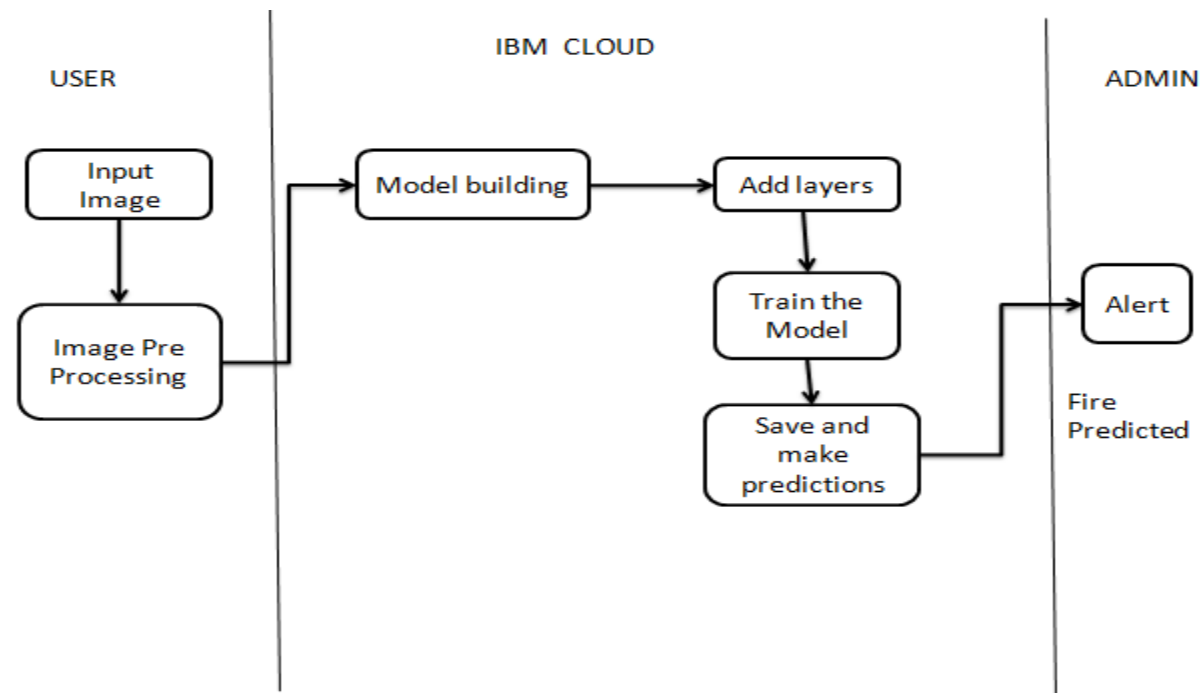 IBM CLOUD
USER
ADMIN
Input
Image
Model building
Add layers
Image Pre
Processing
Train the
Model
Save and
make
predictions
Alert
Fire
Predicted